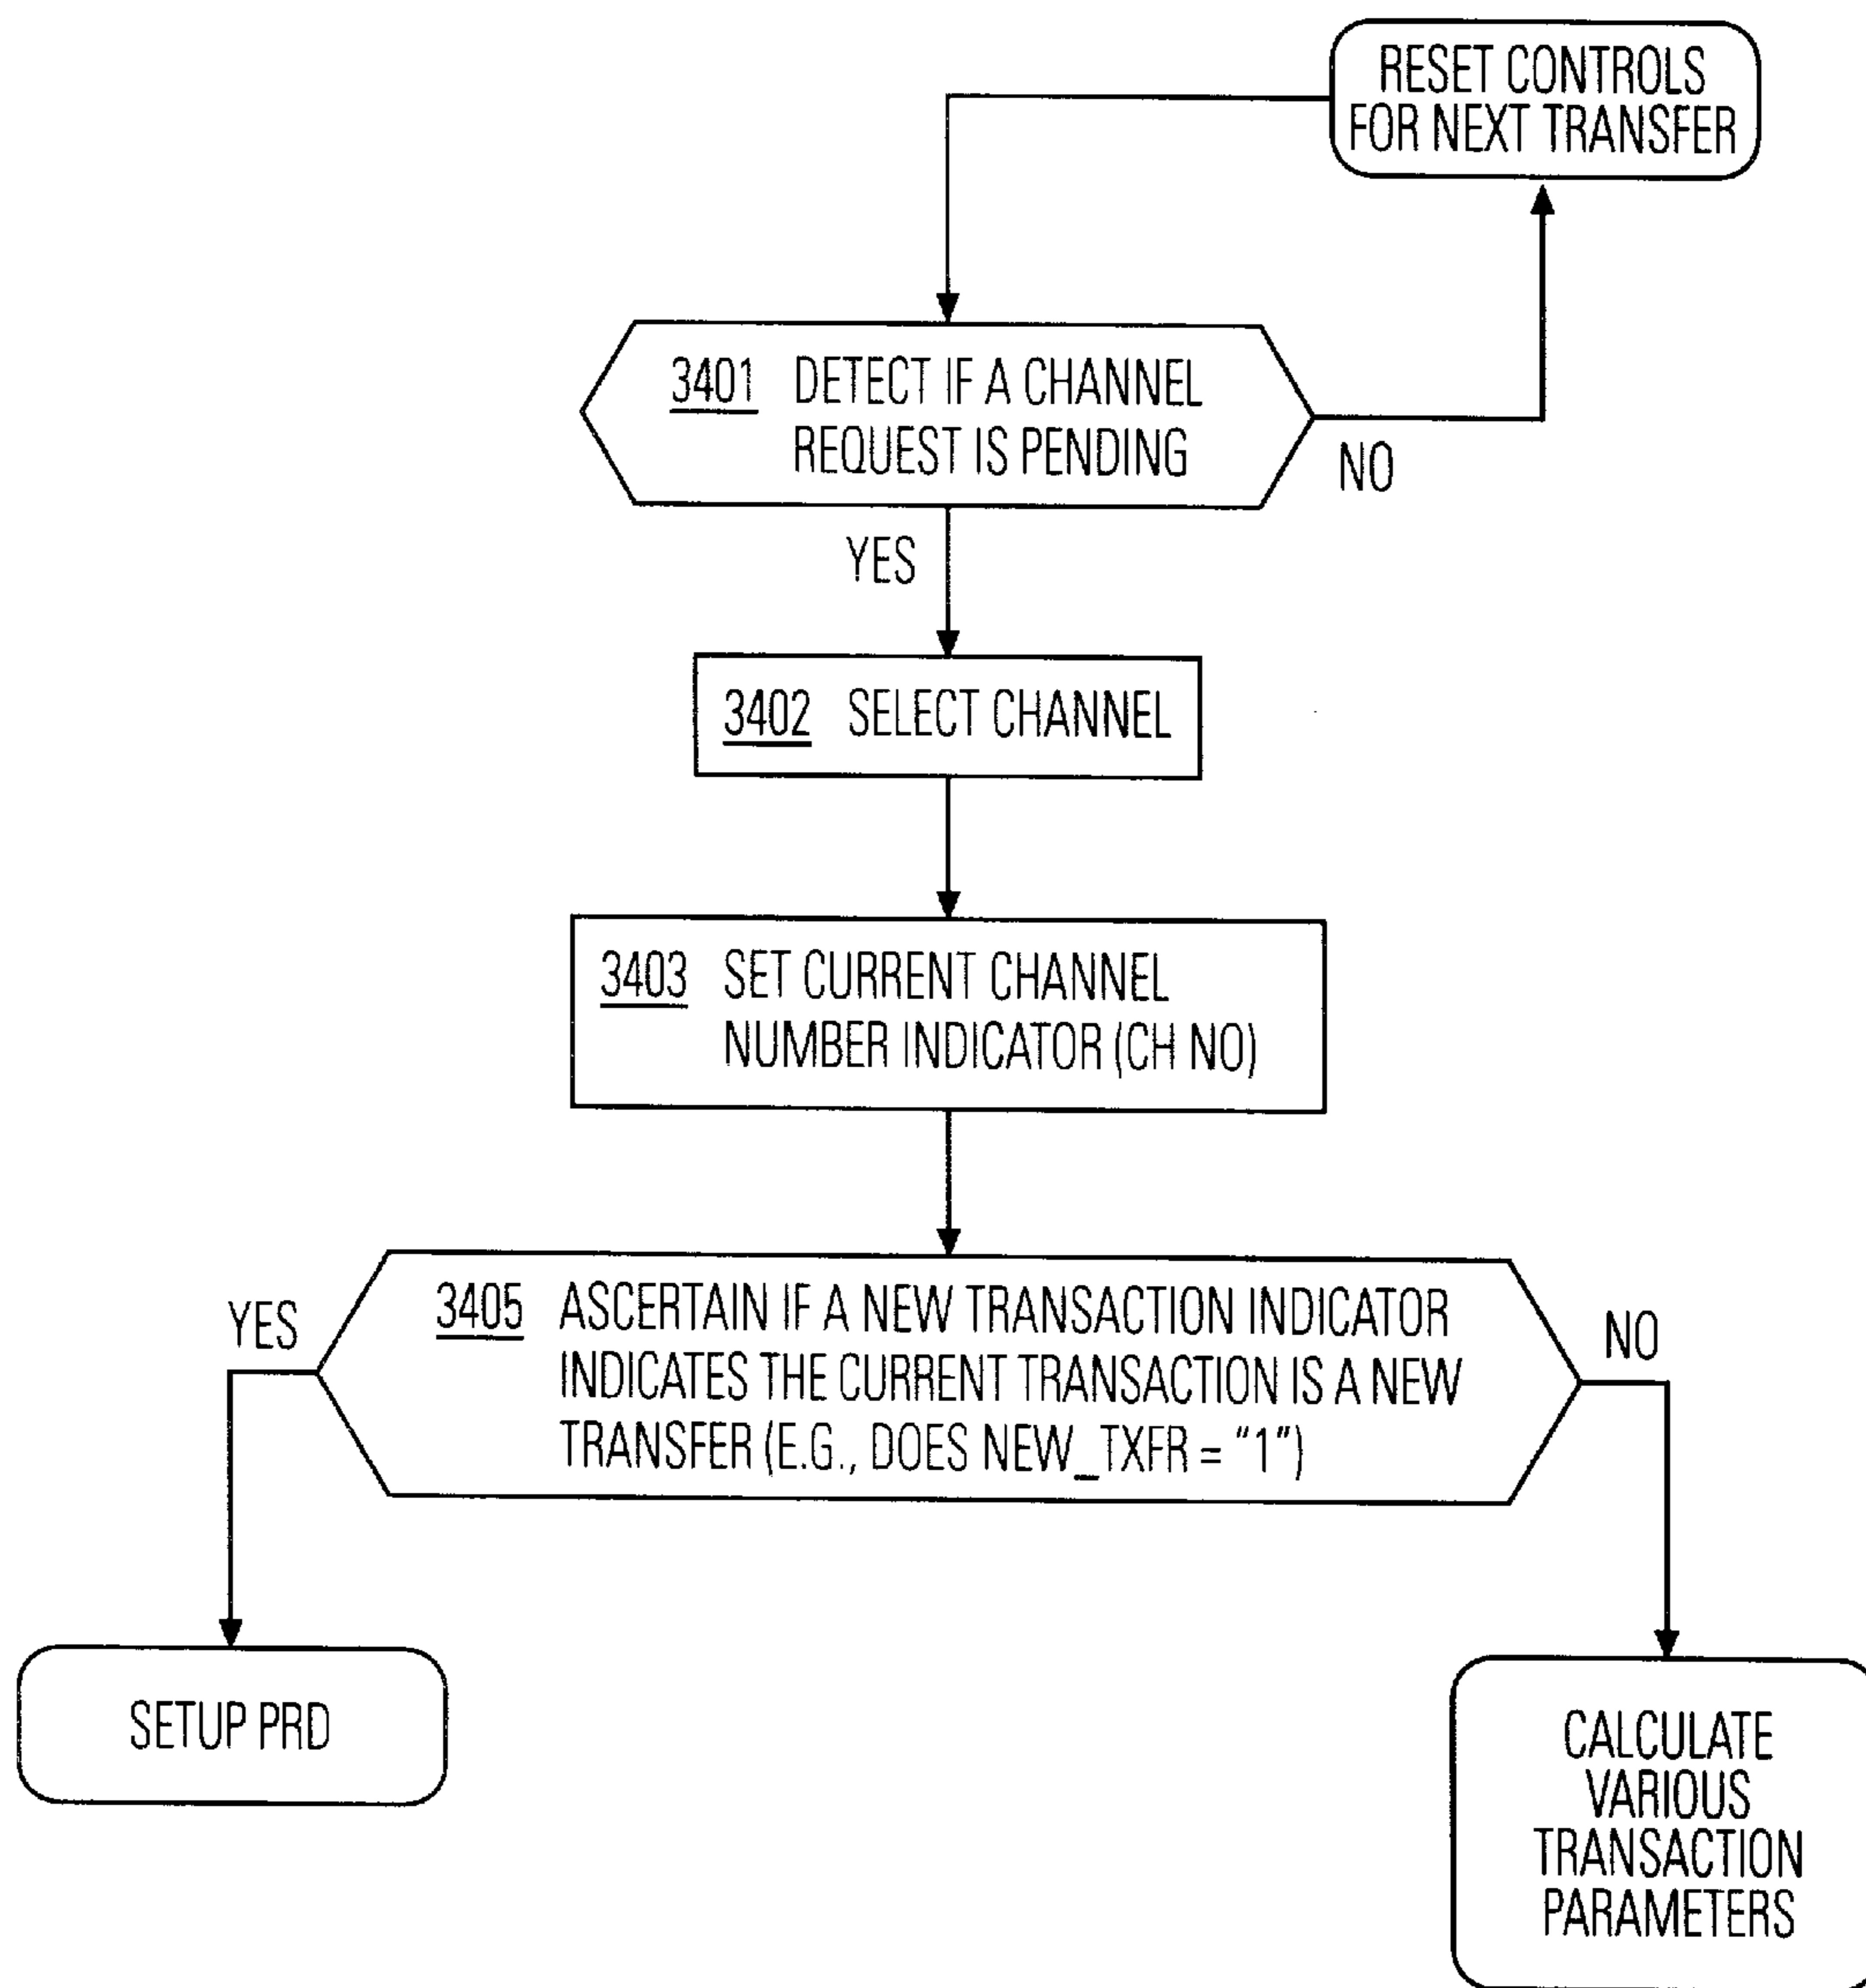 RESET CONTROLS
FOR NEXT TRANSFER
3401 DETECT IF A CHANNEL
REQUEST IS PENDING
NO
YES
3402 SELECT CHANNEL
3403 SET CURRENT CHANNEL
NUMBER INDICATOR (CH NO)
YES
3405 ASCERTAIN IF A NEW TRANSACTION INDICATOR
INDICATES THE CURRENT TRANSACTION IS A NEW
TRANSFER (E.G., DOES NEW_TXFR = “1”)
NO
SETUP PRD
CALCULATE
VARIOUS
TRANSACTION
PARAMETERS